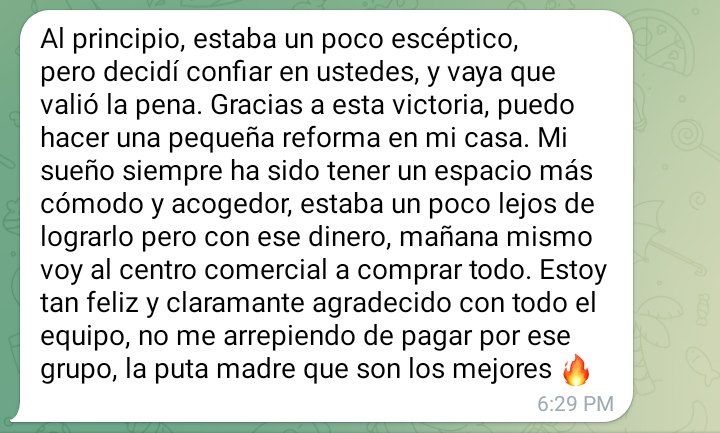 Al principio, estaba un poco escéptico,
pero decidí confiar en ustedes, y vaya que
valió la pena. Gracias a esta victoria, puedo
hacer una pequeña reforma en mi casa. Mi
sueño siempre ha sido tener un espacio más
cómodo y acogedor, estaba un poco lejos de
lograrlo pero con ese dinero, mañana mismo
voy al centro comercial a comprar todo. Estoy
tan feliz y claramante agradecido con todo el
equipo, no me arrepiendo de pagar por ese
grupo, la puta madre que son los mejores 🔥
6:29 PM